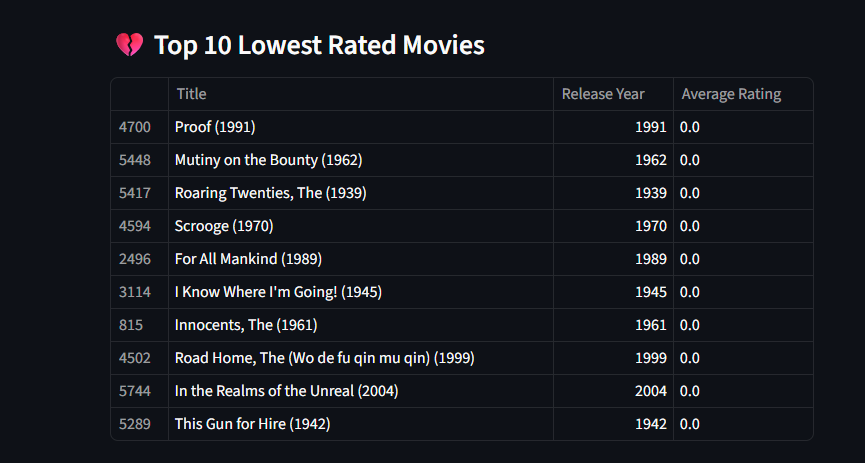 💔 Top 10 Lowest Rated Movies
Title Release Year Average Rating
4700 Proof (1991) 1991 0.0
5448 Mutiny on the Bounty (1962) 1962 0.0
5417 Roaring Twenties, The (1939) 1939 0.0
4594 Scrooge (1970) 1970 0.0
2496 For All Mankind (1989) 1989 0.0
3114 I Know Where I'm Going! (1945) 1945 0.0
815 Innocents, The (1961) 1961 0.0
4502 Road Home, The (Wo de fu qin mu qin) (1999) 1999 0.0
5744 In the Realms of the Unreal (2004) 2004 0.0
5289 This Gun for Hire (1942) 1942 0.0